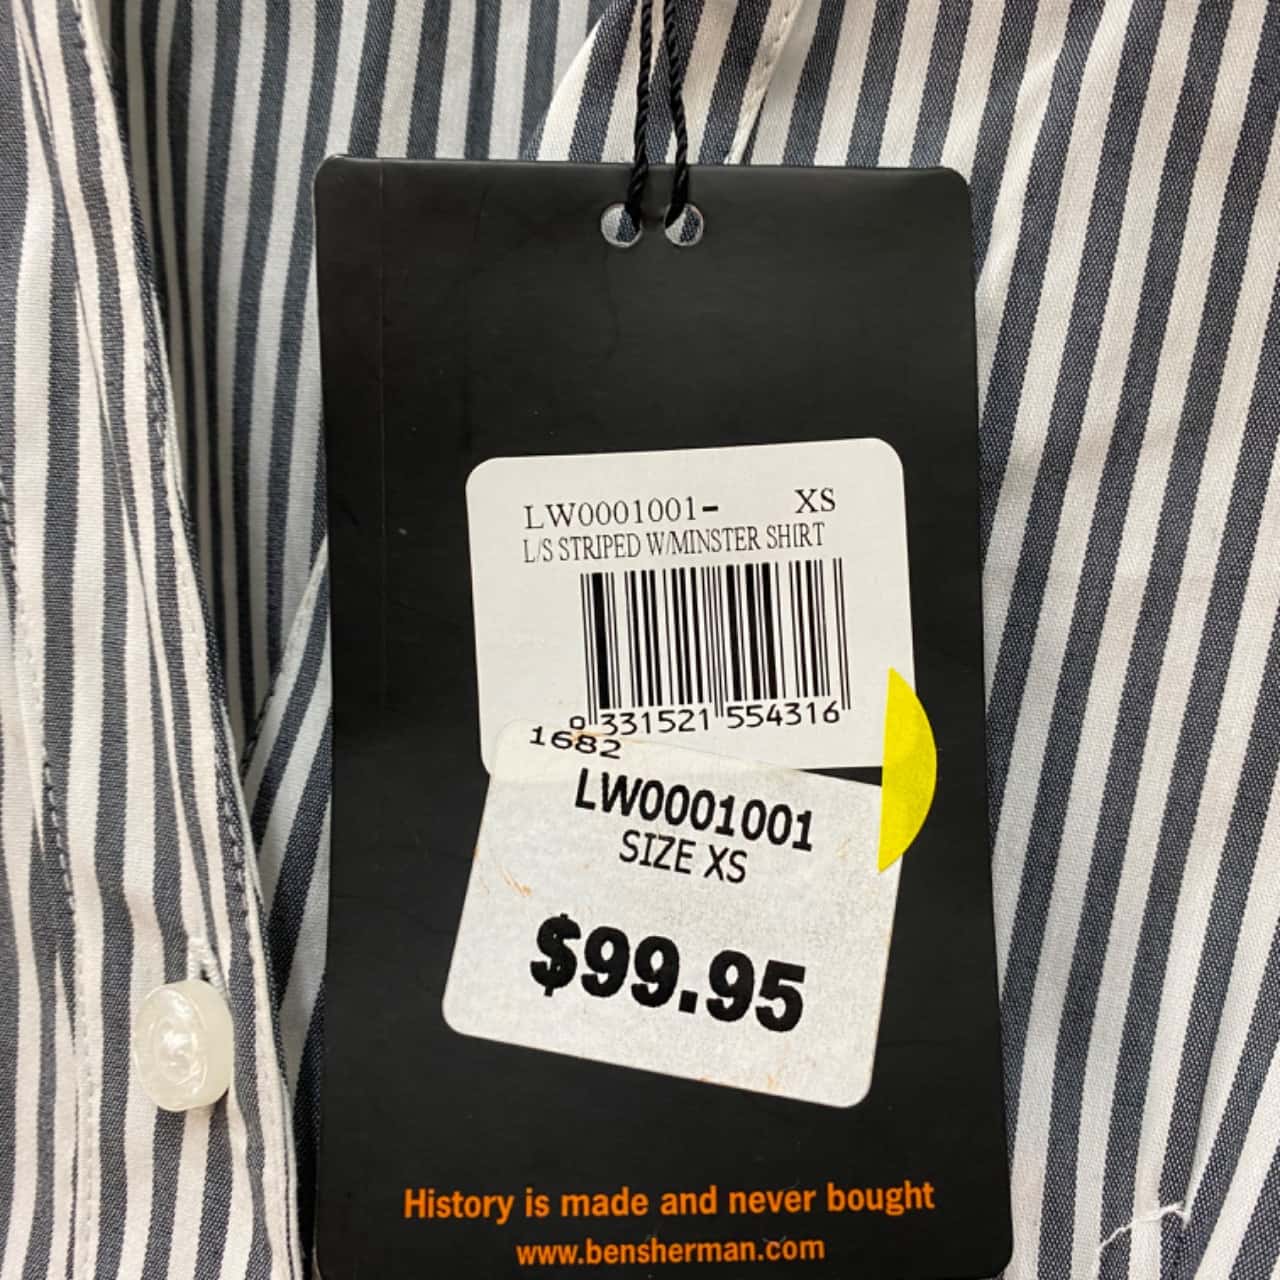 LW0001001- XS
L/S STRIPED W/MINSTER SHIRT
9 331521 554316
1682
LW0001001
SIZE XS
$99.95
History is made and never bought
www.bensherman.com